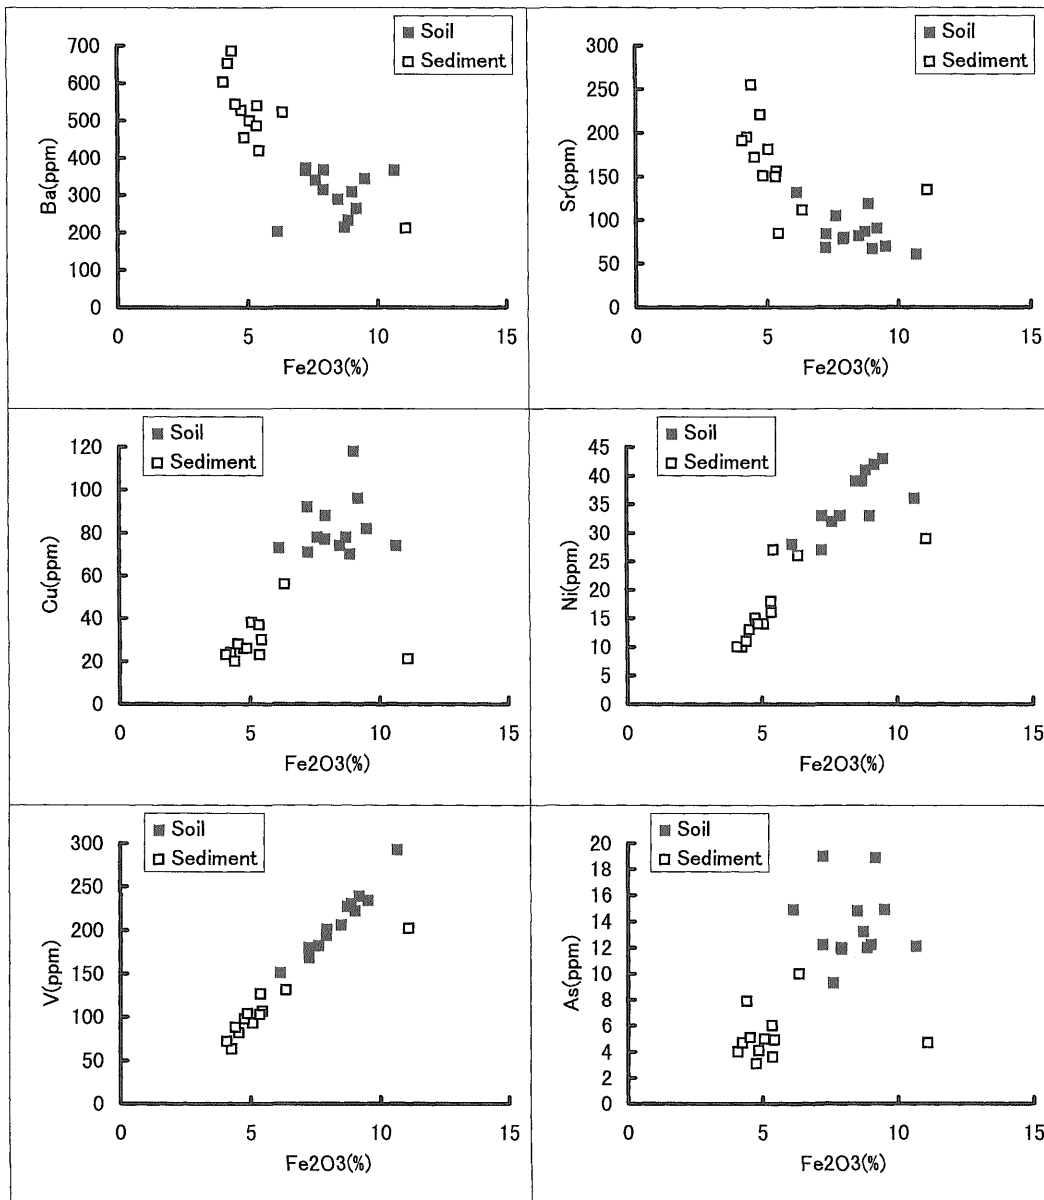 Soil
Sediment
700
600
500
400
300
200
100
0
Ba(ppm)
0 5 10 15
Fe2O3(%)
Soil
Sediment
300
250
200
150
100
50
0
Sr(ppm)
0 5 10 15
Fe2O3(%)
Soil
Sediment
120
100
80
60
40
20
0
Cu(ppm)
0 5 10 15
Fe2O3(%)
Soil
Sediment
45
40
35
30
25
20
15
10
5
0
Ni(ppm)
0 5 10 15
Fe2O3(%)
Soil
Sediment
300
250
200
150
100
50
0
V(ppm)
0 5 10 15
Fe2O3(%)
Soil
Sediment
20
18
16
14
12
10
8
6
4
2
0
As(ppm)
0 5 10 15
Fe2O3(%)